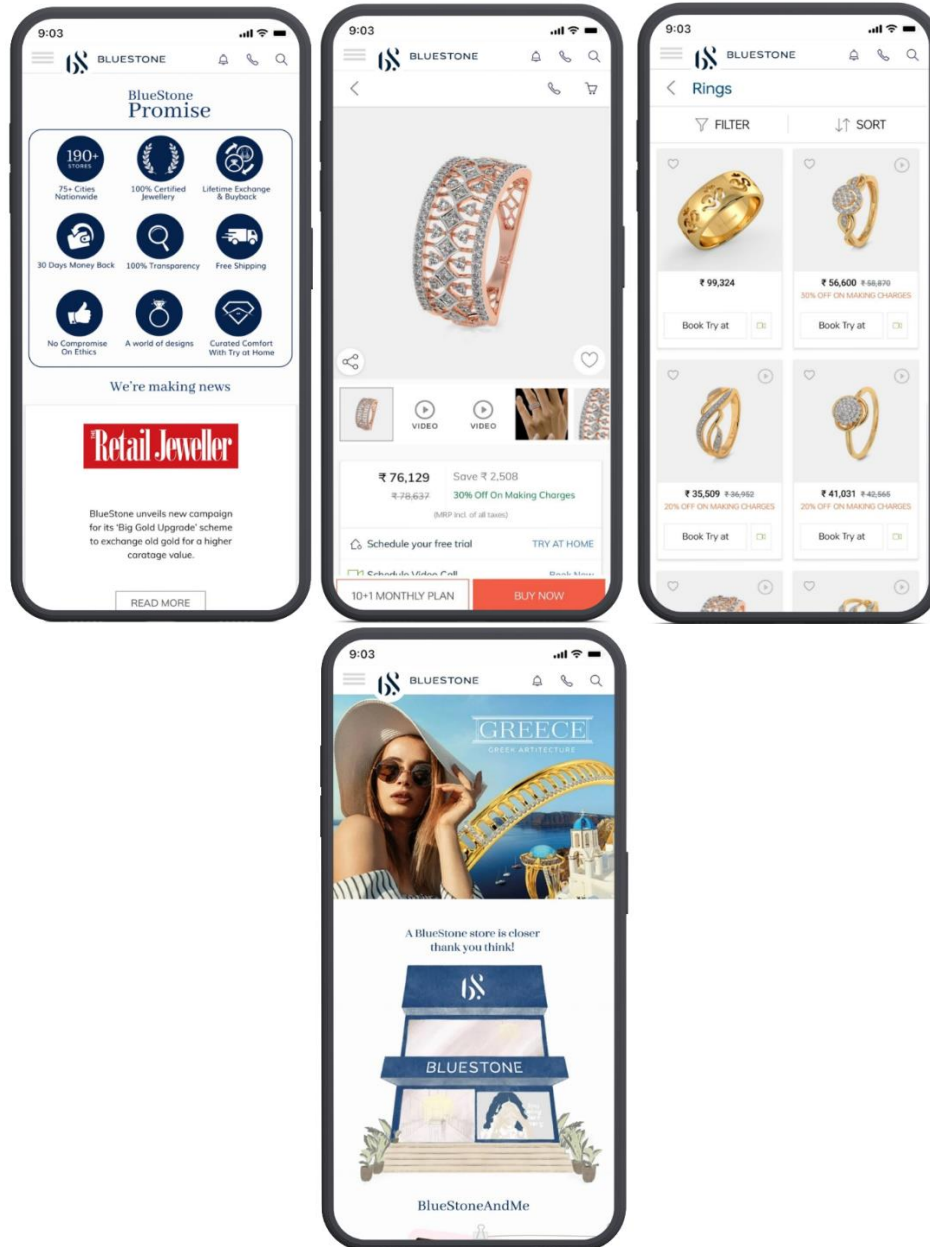 9:03
BLUESTONE
BlueStone
Promise
190+
STORES
75+ Cities
Nationwide
100% Certified
Jewellery
Lifetime Exchange
& Buyback
30 Days Money Back
100% Transparency
Free Shipping
No Compromise
On Ethics
A world of designs
Curated Comfort
With Try at Home
We're making news
THE Retail Jeweller
BlueStone unveils new campaign
for its 'Big Gold Upgrade' scheme
to exchange old gold for a higher
caratage value.
READ MORE
9:03
BLUESTONE
VIDEO
VIDEO
₹ 76,129
Save ₹ 2,508
₹ 78,637
30% Off On Making Charges
(MRP Incl. of all taxes)
Schedule your free trial
TRY AT HOME
Schedule Video Call
Book Now
10+1 MONTHLY PLAN
BUY NOW
9:03
BLUESTONE
Rings
FILTER
SORT
₹ 99,324
Book Try at
₹ 56,600 ₹ 58,870
30% OFF ON MAKING CHARGES
Book Try at
₹ 35,509 ₹ 36,952
20% OFF ON MAKING CHARGES
Book Try at
₹ 41,031 ₹ 42,565
20% OFF ON MAKING CHARGES
Book Try at
9:03
BLUESTONE
GREECE
GREEK ARTITECTURE
A BlueStone store is closer
thank you think!
BLUESTONE
BlueStoneAndMe